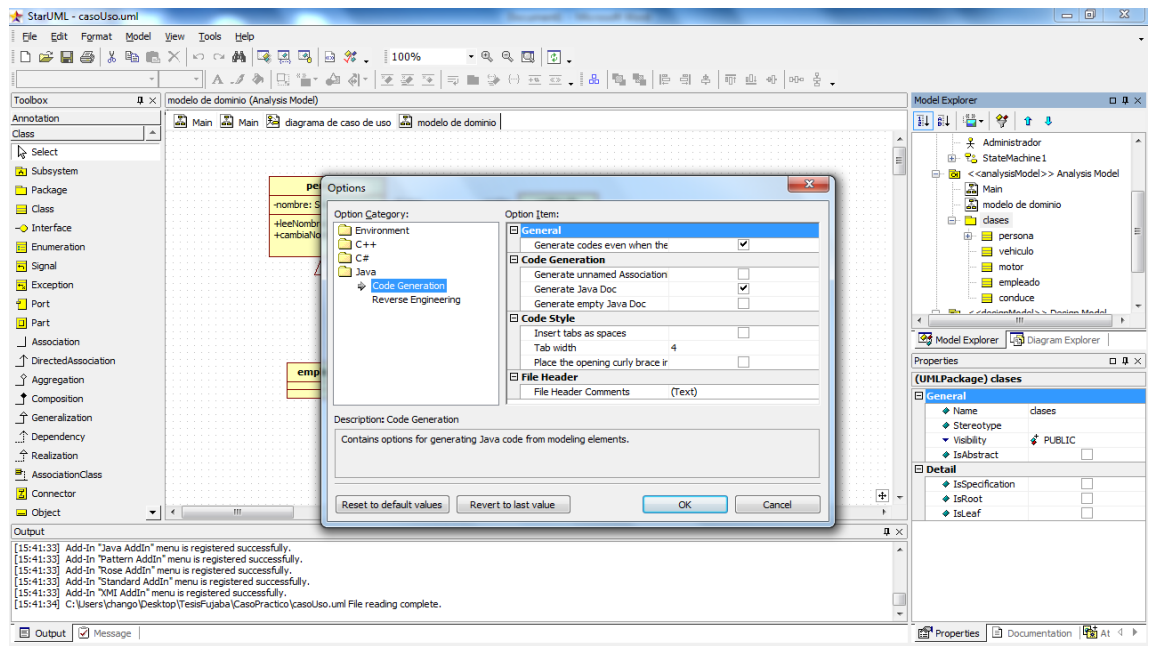 StarUML - casoUso.uml
File Edit Format Model View Tools Help
100%
Toolbox
Annotation
Class
Select
Subsystem
Package
Class
Interface
Enumeration
Signal
Exception
Port
Part
Association
DirectedAssociation
Aggregation
Composition
Generalization
Dependency
Realization
AssociationClass
Connector
Object
modelo de dominio (Analysis Model)
Main Main diagrama de caso de uso modelo de dominio
pe
-nombre: S
+leeNombr
+cambiaNo
emp
Options
Option Category:
Environment
C++
C#
Java
Code Generation
Reverse Engineering
Option Item:
General
Generate codes even when the
Code Generation
Generate unnamed Association
Generate Java Doc
Generate empty Java Doc
Code Style
Insert tabs as spaces
Tab width 4
Place the opening curly brace ir
File Header
File Header Comments (Text)
Description: Code Generation
Contains options for generating Java code from modeling elements.
Reset to default values Revert to last value OK Cancel
Model Explorer
Administrador
StateMachine1
<<analysisModel>> Analysis Model
Main
modelo de dominio
clases
persona
vehiculo
motor
empleado
conduce
<<designModel>> Design Model
Model Explorer Diagram Explorer
Properties
(UMLPackage) clases
General
Name clases
Stereotype
Visibility PUBLIC
IsAbstract
Detail
IsSpecification
IsRoot
IsLeaf
Properties Documentation At
Output
[15:41:33] Add-In "Java AddIn" menu is registered successfully.
[15:41:33] Add-In "Pattern AddIn" menu is registered successfully.
[15:41:33] Add-In "Rose AddIn" menu is registered successfully.
[15:41:33] Add-In "Standard AddIn" menu is registered successfully.
[15:41:33] Add-In "XMI AddIn" menu is registered successfully.
[15:41:34] C:\Users\chango\Desktop\TesisFujaba\CasoPractico\casoUso.uml File reading complete.
Output Message